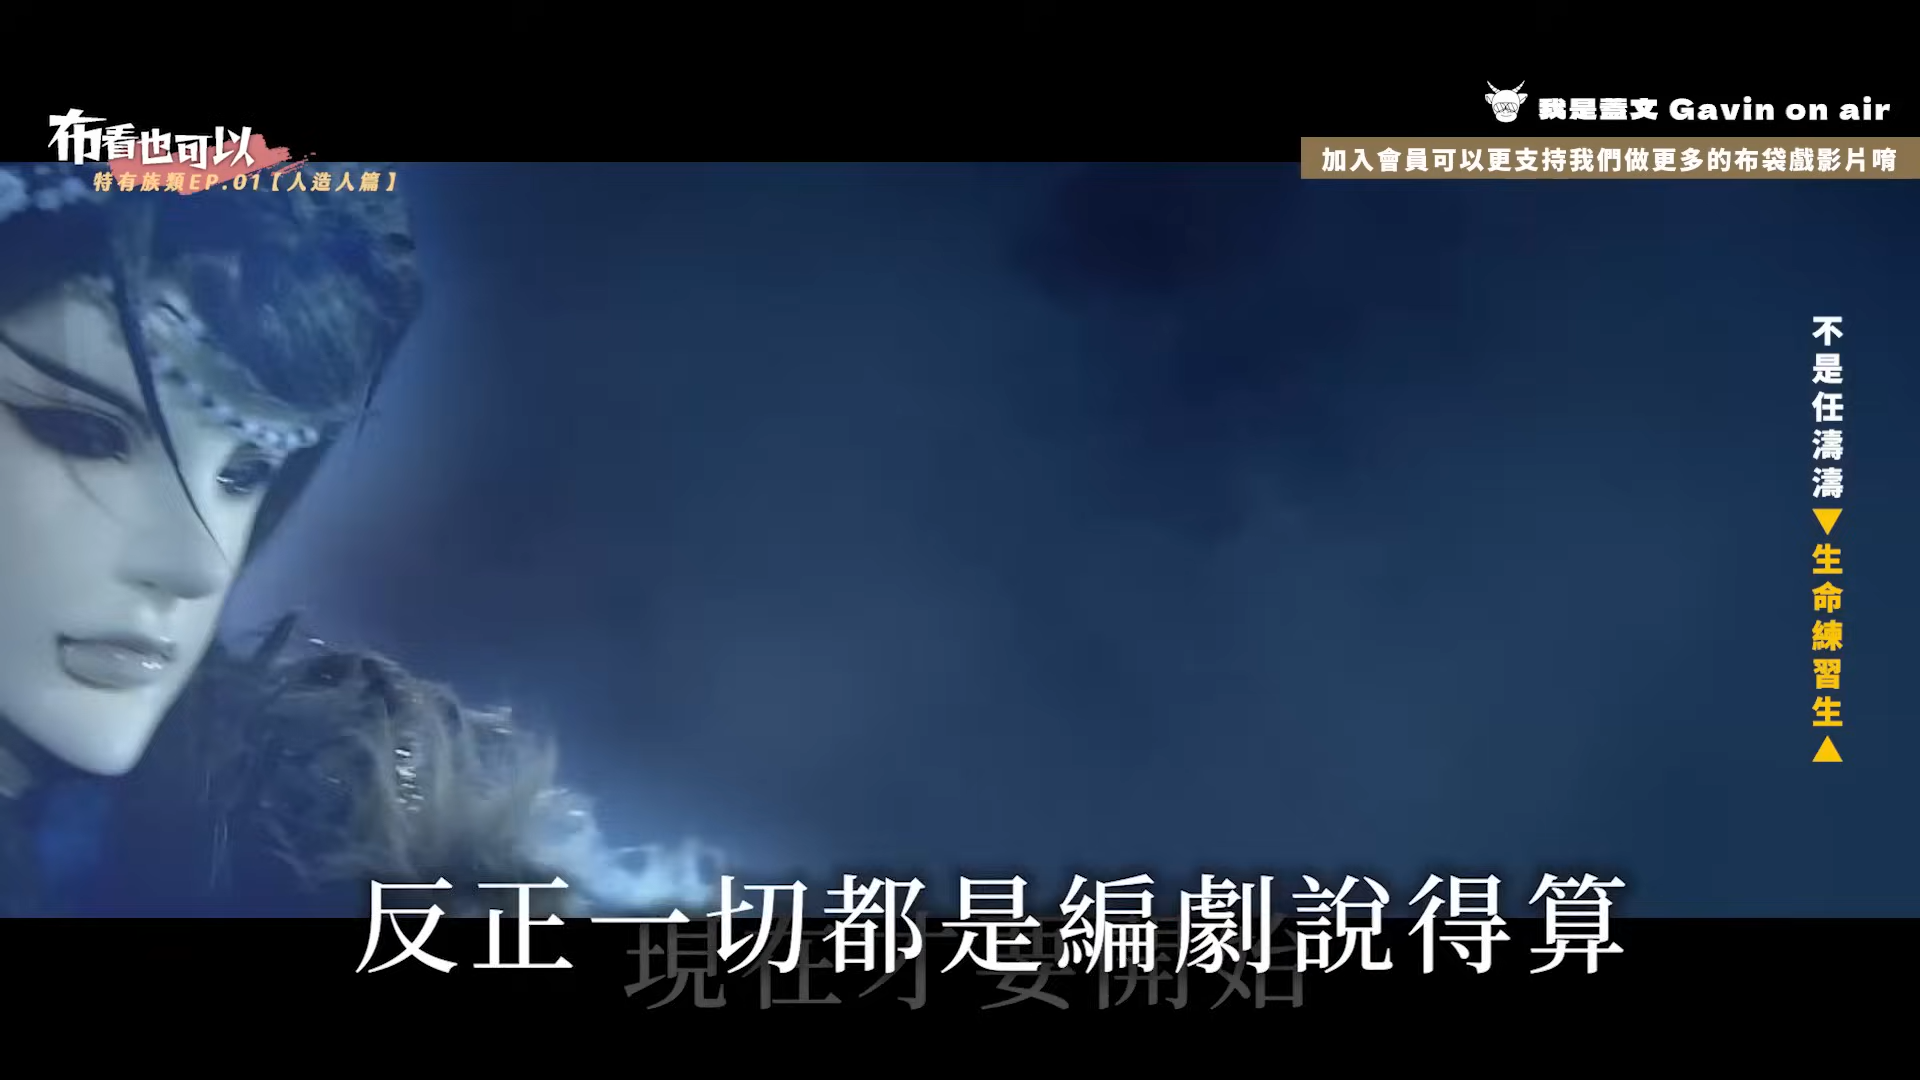 布看也可以
特有族類EP.01【人造人篇】
我是蓋文 Gavin on air
加入會員可以更支持我們做更多的布袋戲影片唷
不是任濤濤▼生命練習生▲
反正一切都是編劇說得算
現在才要開始